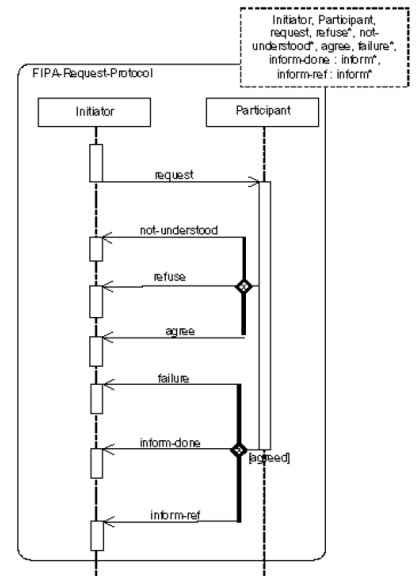 Initiator, Participant,
request, refuse*, not-
understood*, agree, failure*,
inform-done : inform*,
inform-ref : inform*
FIPA-Request-Protocol
Initiator
Participant
request
not-understood
refuse
agree
failure
inform-done
[agreed]
inform-ref